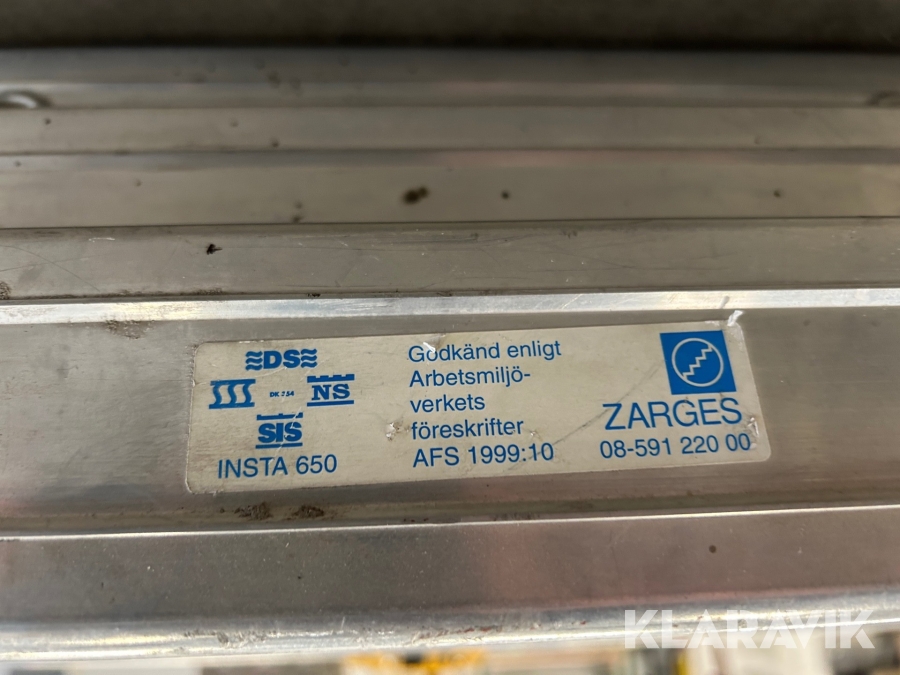 DS
NS
SIS
INSTA 650
Godkänd enligt
Arbetsmiljö-
verkets
föreskrifter
AFS 1999:10
ZARGES
08-591 220 00
KLARAVIK